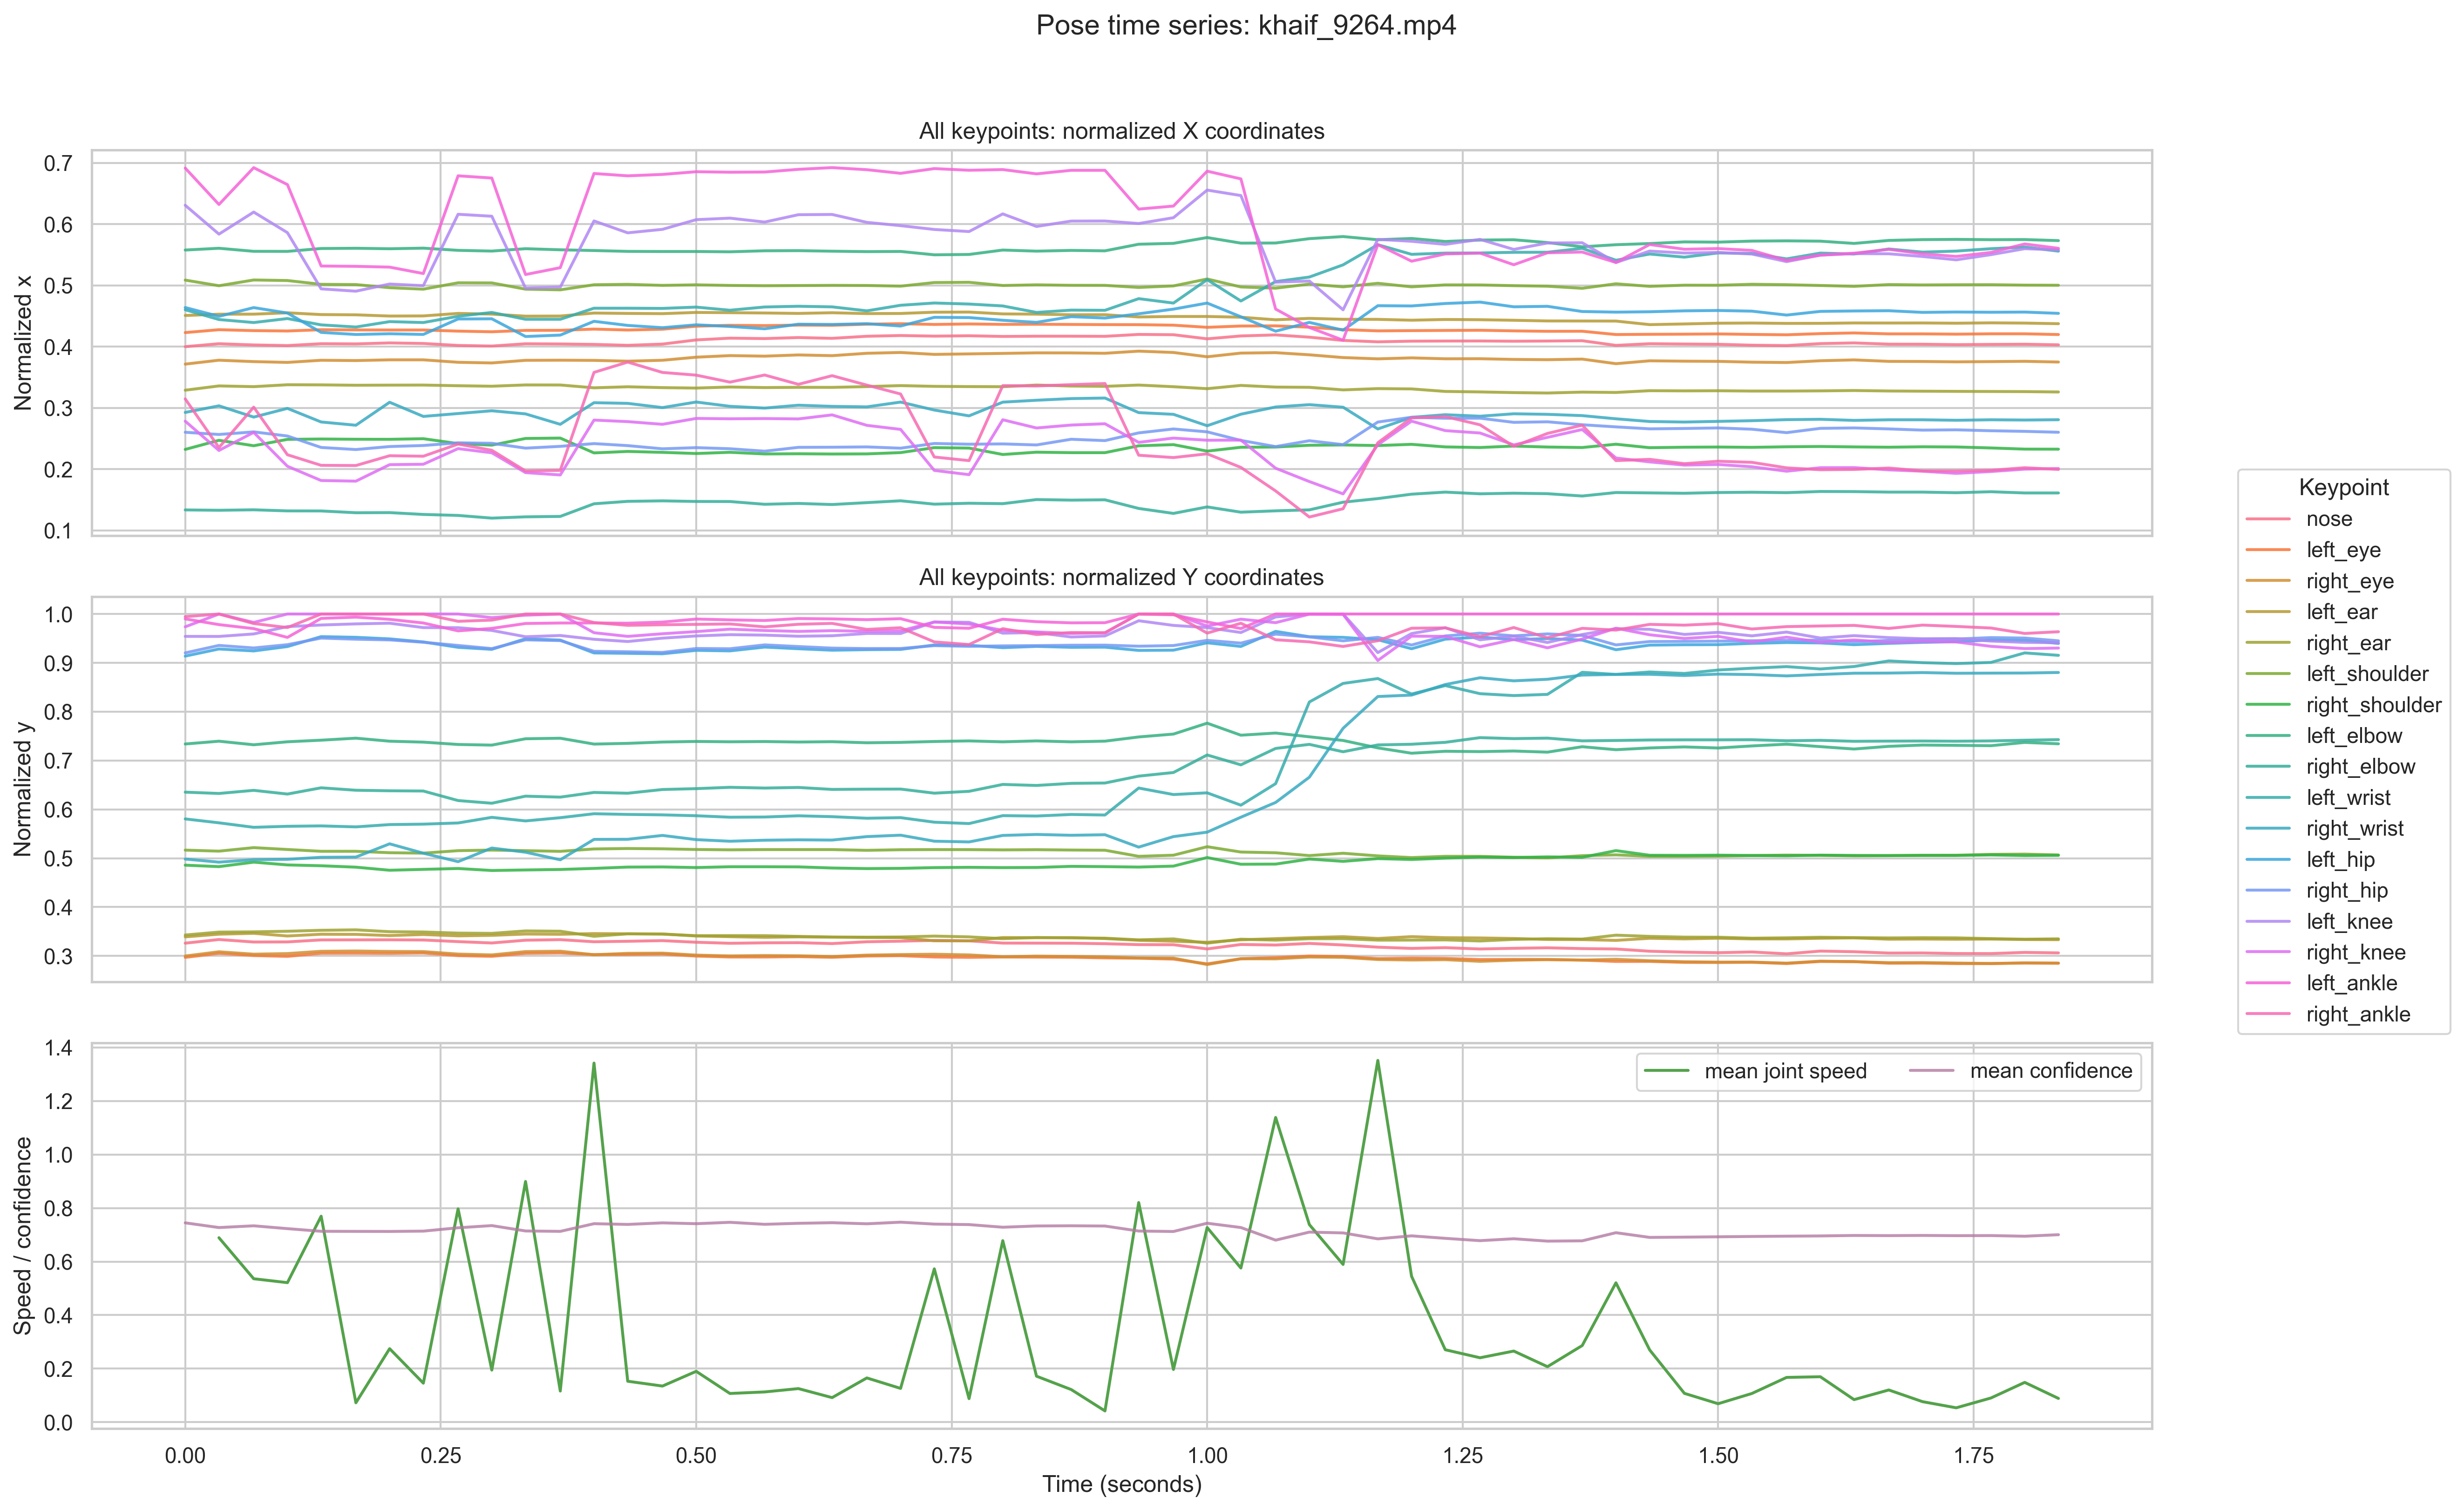 Pose time series: khaif_9264.mp4
All keypoints: normalized X coordinates
0.7
0.6
0.5
0.4
0.3
0.2
0.1
Normalized x
All keypoints: normalized Y coordinates
1.0
0.9
0.8
0.7
0.6
0.5
0.4
0.3
Normalized y
Keypoint
nose
left_eye
right_eye
left_ear
right_ear
left_shoulder
right_shoulder
left_elbow
right_elbow
left_wrist
right_wrist
left_hip
right_hip
left_knee
right_knee
left_ankle
right_ankle
1.4
1.2
1.0
0.8
0.6
0.4
0.2
0.0
Speed / confidence
mean joint speed mean confidence
0.00 0.25 0.50 0.75 1.00 1.25 1.50 1.75
Time (seconds)